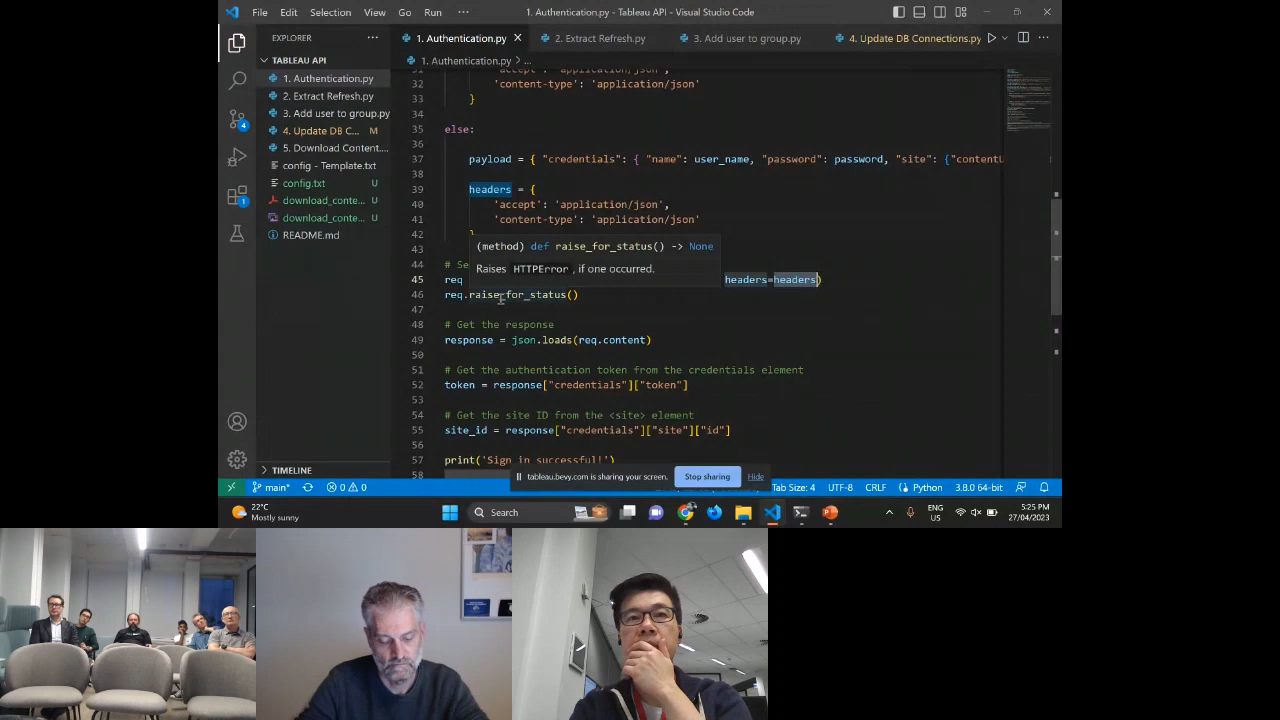 File Edit Selection View Go Run ··· 1. Authentication.py - Tableau API - Visual Studio Code
EXPLORER ···
1. Authentication.py 2. Extract Refresh.py 3. Add user to group.py 4. Update DB Connections.py ···
TABLEAU API
1. Authentication.py > ...
1. Authentication.py
2. Extract Refresh.py
3. Add user to group.py
4. Update DB C... M
5. Download Content....
config - Template.txt
config.txt U
download_conte... U
download_conte... U
README.md
4
1
'accept': 'application/json',
32 'content-type': 'application/json'
33 }
34
35 else:
36
37 payload = { "credentials": { "name": user_name, "password": password, "site": {"contentU
38
39 headers = {
40 'accept': 'application/json',
41 'content-type': 'application/json'
42 }
43
(method) def raise_for_status() -> None
Raises HTTPError, if one occurred.
44 # Se
45 req headers=headers)
46 req.raise_for_status()
47
48 # Get the response
49 response = json.loads(req.content)
50
51 # Get the authentication token from the credentials element
52 token = response["credentials"]["token"]
53
54 # Get the site ID from the <site> element
55 site_id = response["credentials"]["site"]["id"]
56
57 print('Sign in successful!')
58
TIMELINE
tableau.bevy.com is sharing your screen. Stop sharing Hide
main* 0 0 Tab Size: 4 UTF-8 CRLF Python 3.8.0 64-bit
22°C
Mostly sunny
Search
ENG
US
5:25 PM
27/04/2023